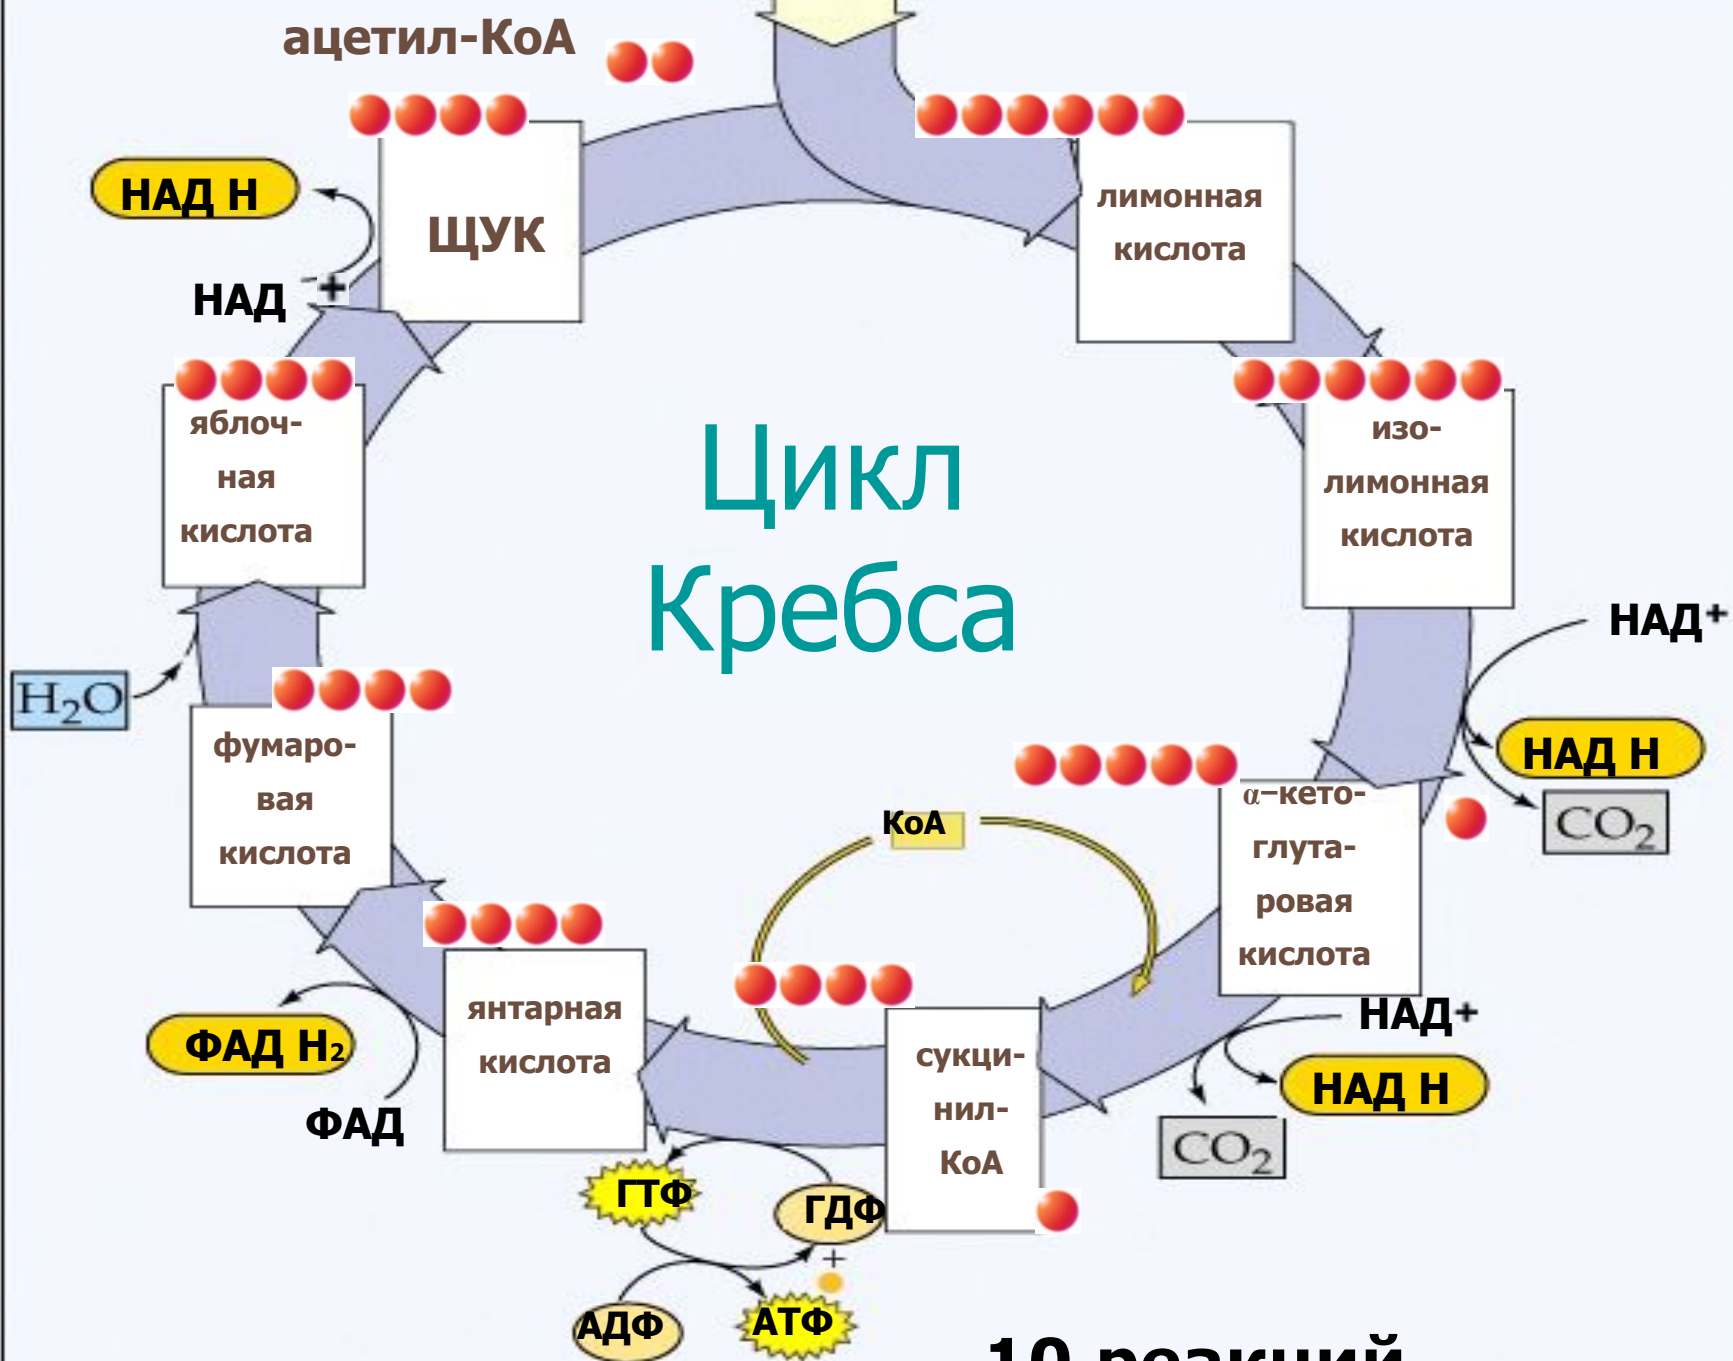 ацетил-КоА
ЩУК
НАД Н
НАД +
лимонная
кислота
изо-
лимонная
кислота
НАД+
НАД Н
CO2
α–кето-
глута-
ровая
кислота
НАД+
НАД Н
CO2
КоА
сукци-
нил-
КоА
ГДФ
+
ГТФ
АДФ
АТФ
янтарная
кислота
ФАД
ФАД Н2
фумаро-
вая
кислота
H2O
яблоч-
ная
кислота
Цикл
Кребса
10 реакций